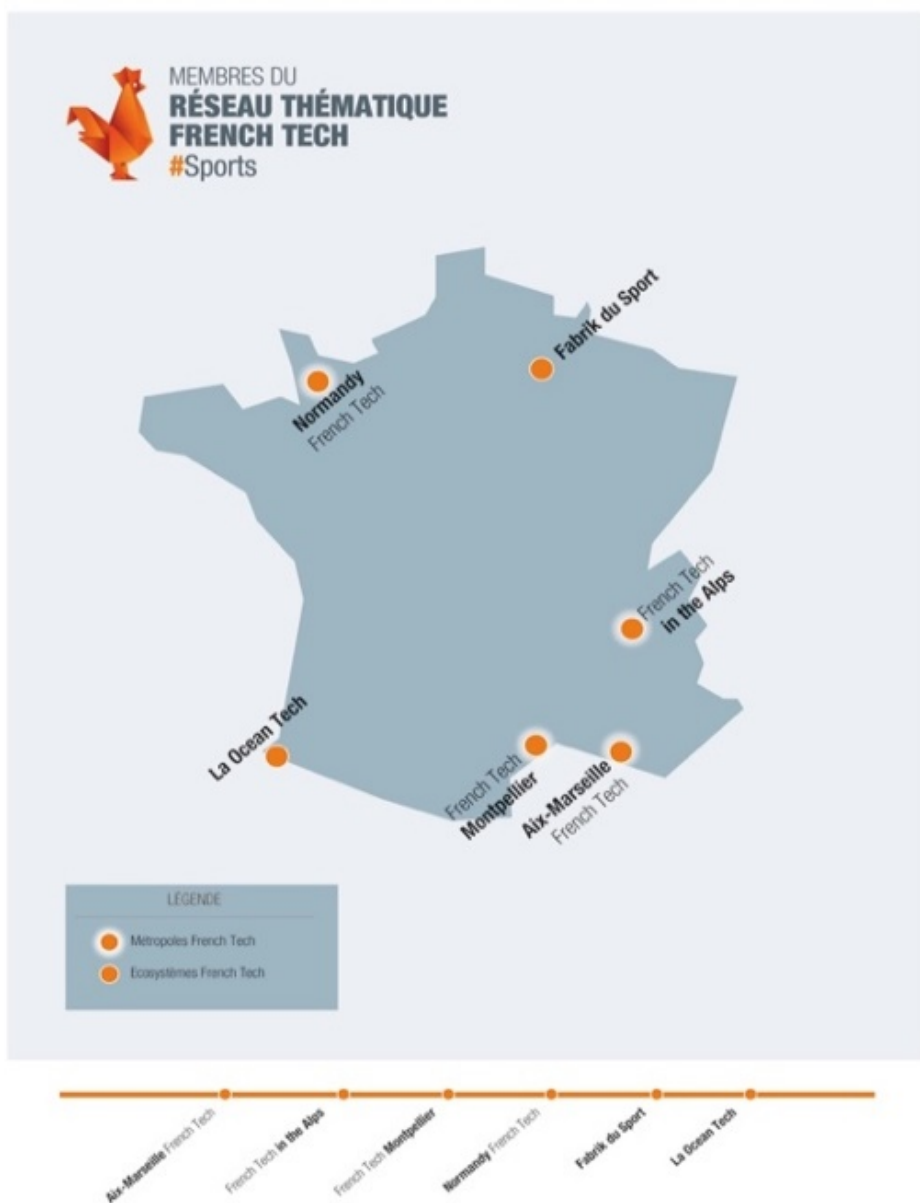 MEMBRES DU
RÉSEAU THÉMATIQUE
FRENCH TECH
#Sports
Fabrik du Sport
Normandy
French Tech
French Tech
in the Alps
La Ocean Tech
French Tech
Montpellier
Aix-Marseille
French Tech
LÉGENDE
Métropoles French Tech
Ecosystèmes French Tech
Aix-Marseille French Tech
French Tech in the Alps
French Tech Montpellier
Normandy French Tech
Fabrik du Sport
La Ocean Tech